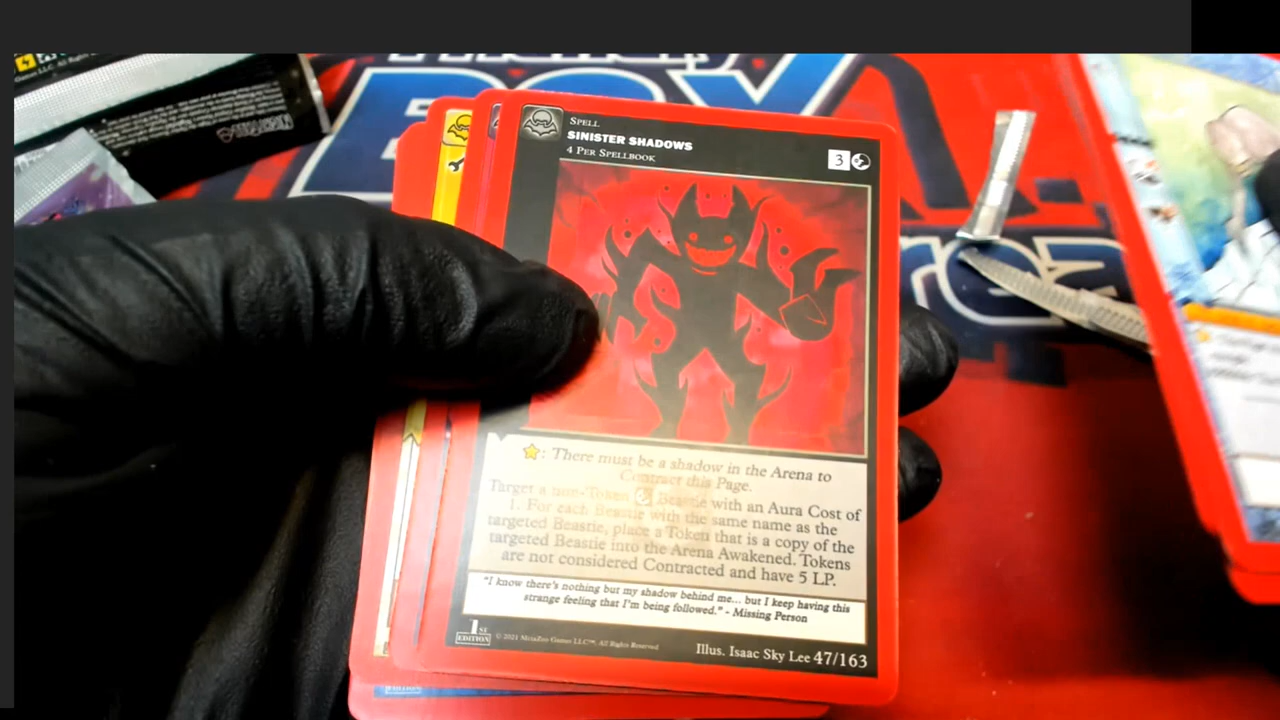 BOX
SPELL
SINISTER SHADOWS
4 PER SPELLBOOK
3
: There must be a shadow in the Arena to
Contract this Page.
Target a non-Token Beastie with an Aura Cost of
1. For each Beastie with the same name as the
targeted Beastie, place a Token that is a copy of the
targeted Beastie into the Arena Awakened. Tokens
are not considered Contracted and have 5 LP.
"I know there's nothing but my shadow behind me... but I keep having this
strange feeling that I'm being followed." - Missing Person
1ST
EDITION
© 2021 MetaZoo Games LLC™. All Rights Reserved
Illus. Isaac Sky Lee 47/163